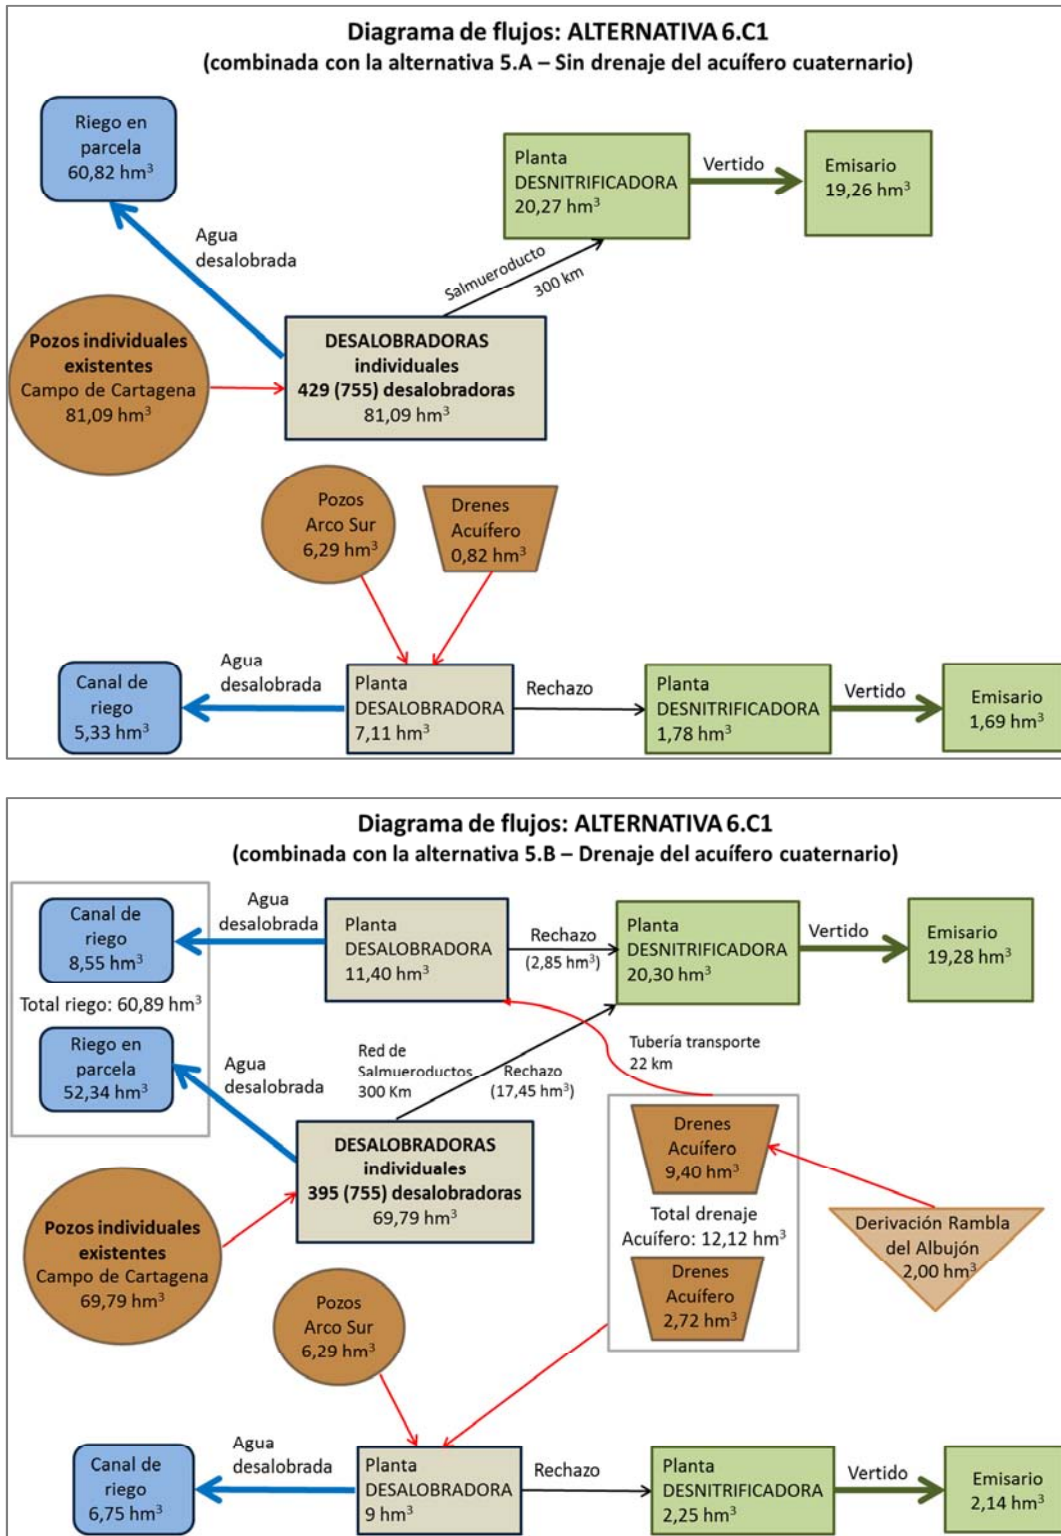 Diagrama de flujos: ALTERNATIVA 6.C1
(combinada con la alternativa 5.A – Sin drenaje del acuífero cuaternario)
Riego en
parcela
60,82 hm³
Planta
DESNITRIFICADORA
20,27 hm³
Vertido
Emisario
19,26 hm³
Agua
desalobrada
Salmueroducto
300 km
Pozos individuales
existentes
Campo de Cartagena
81,09 hm³
DESALOBRADORAS
individuales
429 (755) desalobradoras
81,09 hm³
Pozos
Arco Sur
6,29 hm³
Drenes
Acuífero
0,82 hm³
Canal de
riego
5,33 hm³
Agua
desalobrada
Planta
DESALOBRADORA
7,11 hm³
Rechazo
Planta
DESNITRIFICADORA
1,78 hm³
Vertido
Emisario
1,69 hm³
Diagrama de flujos: ALTERNATIVA 6.C1
(combinada con la alternativa 5.B – Drenaje del acuífero cuaternario)
Canal de
riego
8,55 hm³
Agua
desalobrada
Planta
DESALOBRADORA
11,40 hm³
Rechazo
(2,85 hm³)
Planta
DESNITRIFICADORA
20,30 hm³
Vertido
Emisario
19,28 hm³
Total riego: 60,89 hm³
Riego en
parcela
52,34 hm³
Agua
desalobrada
Red de
Salmueroductos
300 Km
Rechazo
(17,45 hm³)
Tubería transporte
22 km
DESALOBRADORAS
individuales
395 (755) desalobradoras
69,79 hm³
Drenes
Acuífero
9,40 hm³
Total drenaje
Acuífero: 12,12 hm³
Drenes
Acuífero
2,72 hm³
Derivación Rambla
del Albujón
2,00 hm³
Pozos individuales
existentes
Campo de Cartagena
69,79 hm³
Pozos
Arco Sur
6,29 hm³
Canal de
riego
6,75 hm³
Agua
desalobrada
Planta
DESALOBRADORA
9 hm³
Rechazo
Planta
DESNITRIFICADORA
2,25 hm³
Vertido
Emisario
2,14 hm³